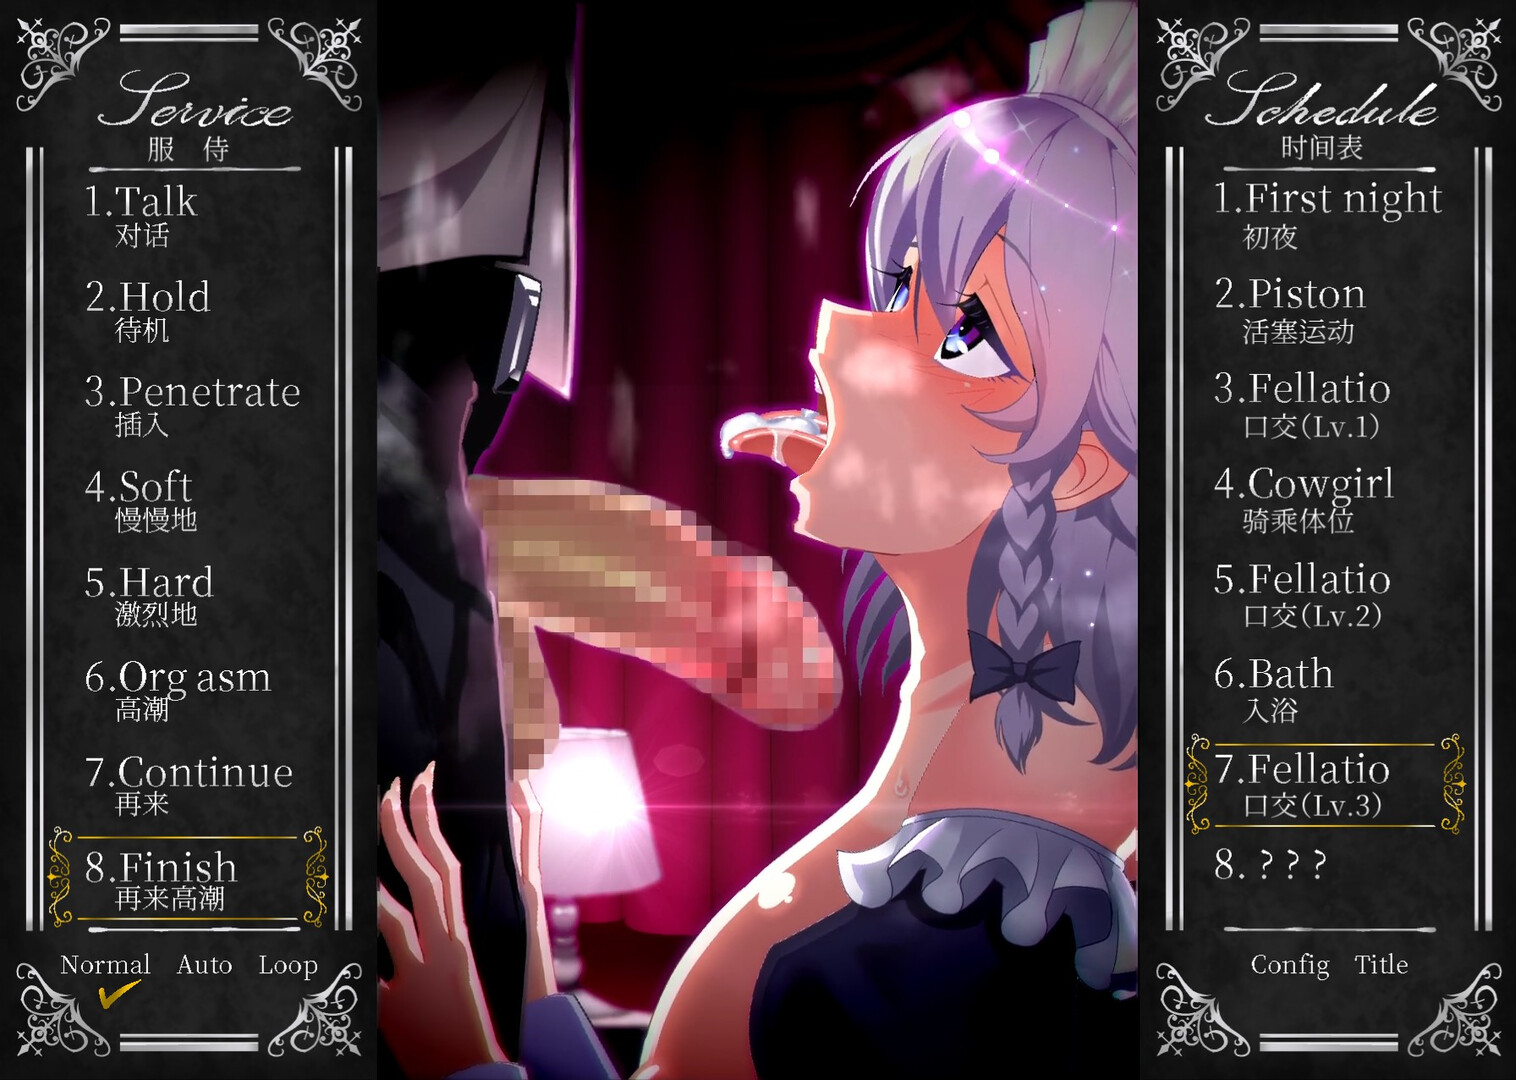 Service
服 侍
1.Talk
对话
2.Hold
待机
3.Penetrate
插入
4.Soft
慢慢地
5.Hard
激烈地
6.Org asm
高潮
7.Continue
再来
8.Finish
再来高潮
Normal Auto Loop
Schedule
时间表
1.First night
初夜
2.Piston
活塞运动
3.Fellatio
口交(Lv.1)
4.Cowgirl
骑乘体位
5.Fellatio
口交(Lv.2)
6.Bath
入浴
7.Fellatio
口交(Lv.3)
8.???
Config Title